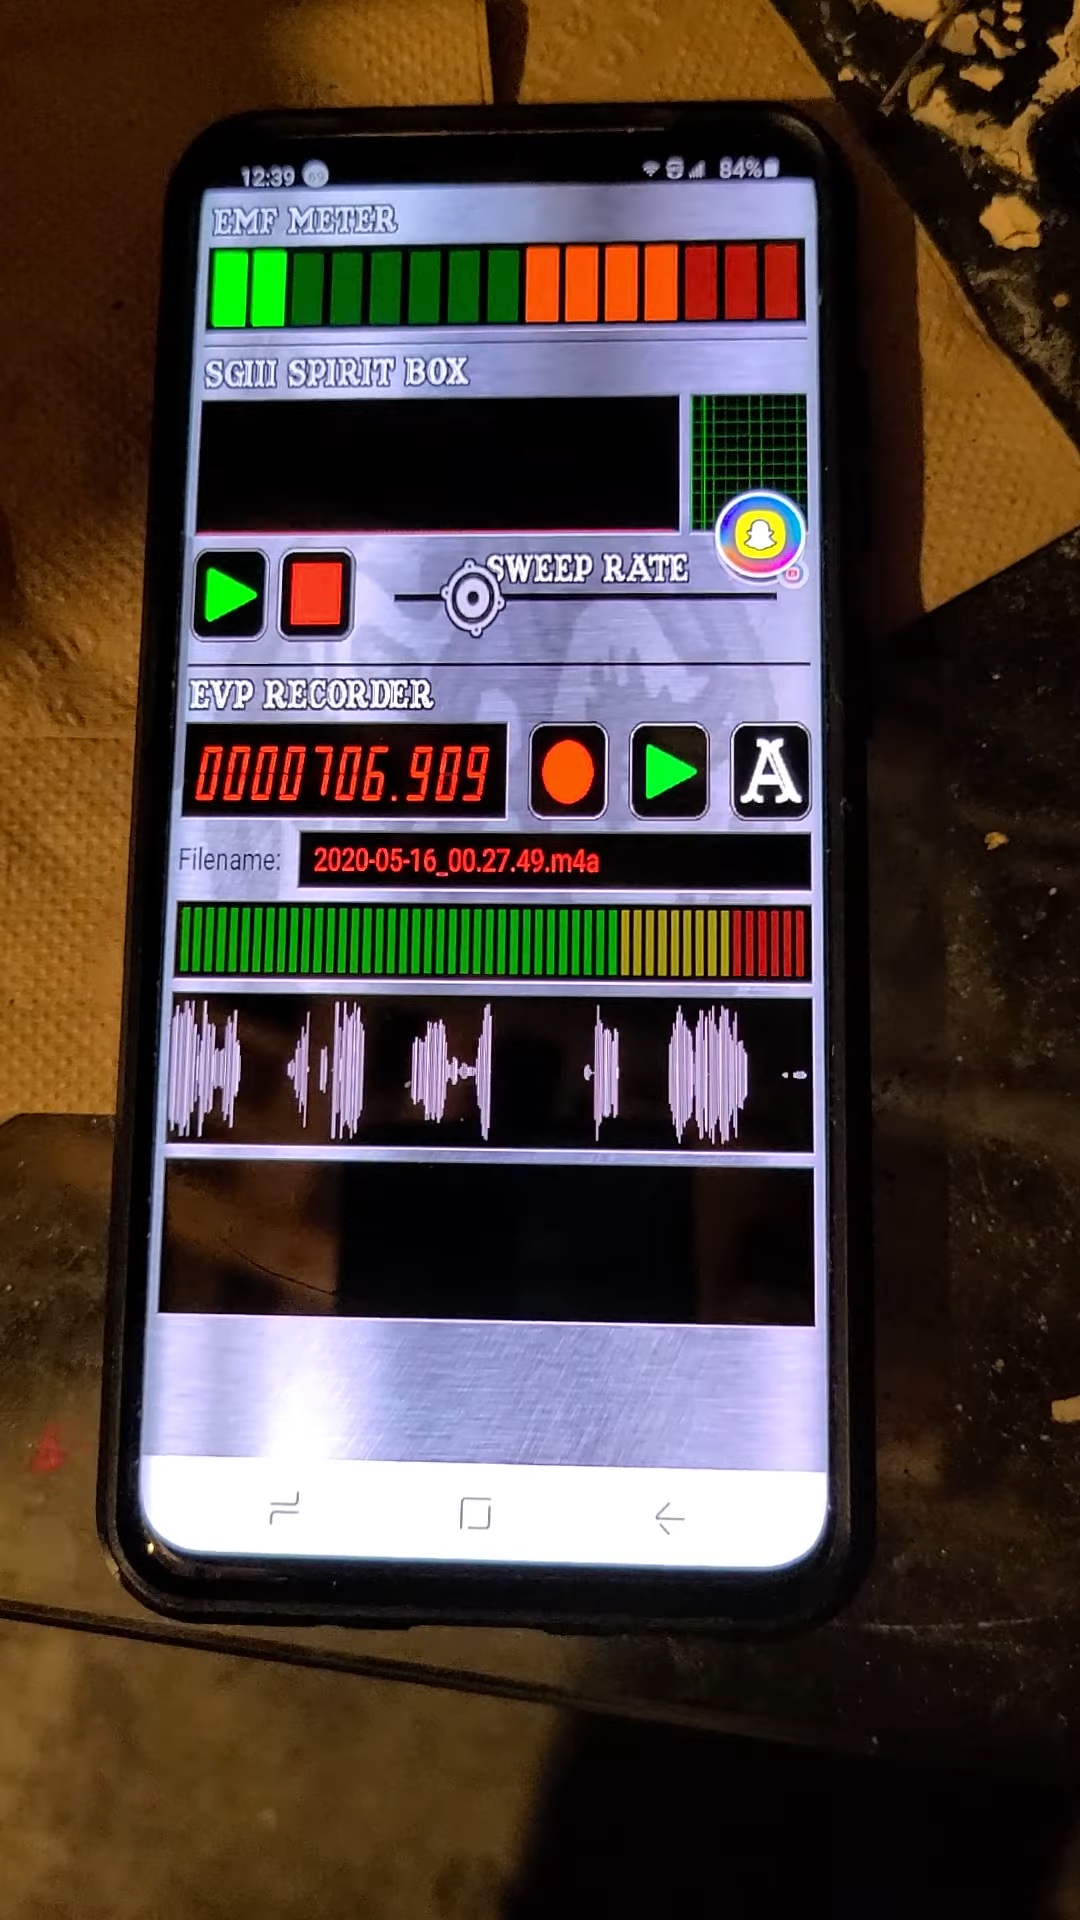 12:39 84%
EMF METER
SGIII SPIRIT BOX
SWEEP RATE
EVP RECORDER
0000706.909
A
Filename: 2020-05-16_00.27.49.m4a